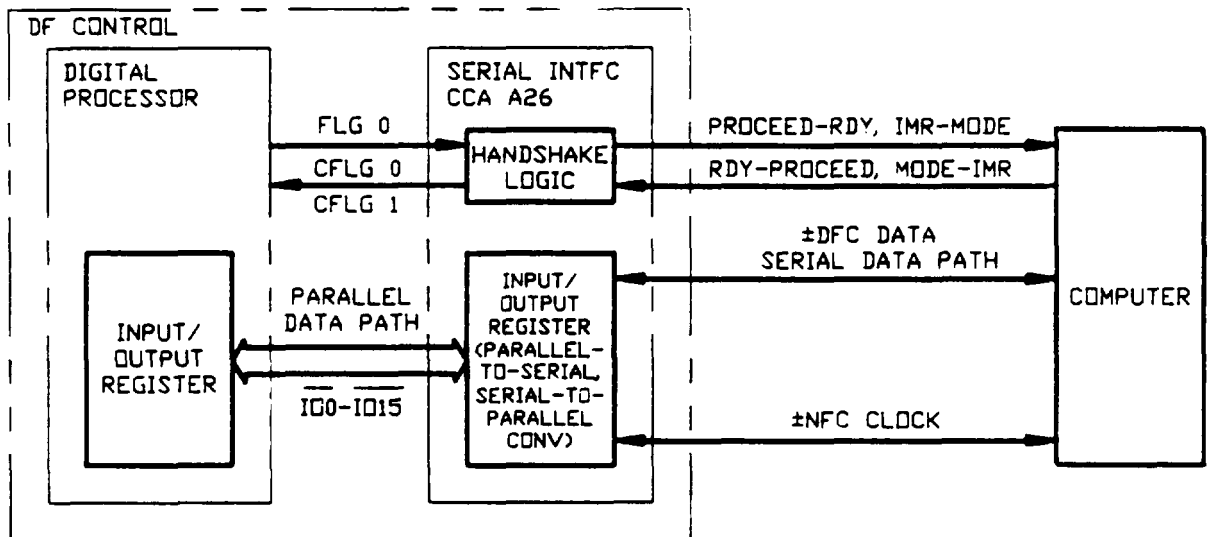 DF CONTROL
DIGITAL
PROCESSOR
SERIAL INTFC
CCA A26
FLG 0
CFLG 0
CFLG 1
HANDSHAKE
LOGIC
PROCEED-RDY, IMR-MODE
RDY-PROCEED, MODE-IMR
±DFC DATA
SERIAL DATA PATH
COMPUTER
INPUT/
OUTPUT
REGISTER
PARALLEL
DATA PATH
IO0-IO15
INPUT/
OUTPUT
REGISTER
(PARALLEL-
TO-SERIAL,
SERIAL-TO-
PARALLEL
CONV)
±NFC CLOCK